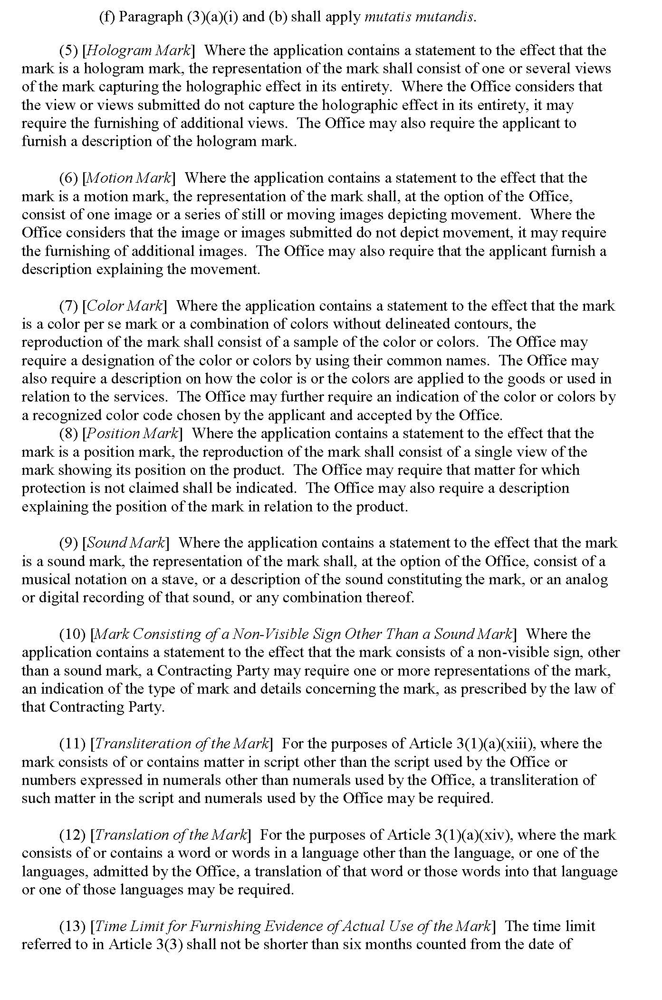 (f) Paragraph (3)(a)(i) and (b) shall apply mutatis mutandis.
(5) [Hologram Mark] Where the application contains a statement to the effect that the
mark is a hologram mark, the representation of the mark shall consist of one or several views
of the mark capturing the holographic effect in its entirety. Where the Office considers that
the view or views submitted do not capture the holographic effect in its entirety, it may
require the furnishing of additional views. The Office may also require the applicant to
furnish a description of the hologram mark.
(6) [Motion Mark] Where the application contains a statement to the effect that the
mark is a motion mark, the representation of the mark shall, at the option of the Office,
consist of one image or a series of still or moving images depicting movement. Where the
Office considers that the image or images submitted do not depict movement, it may require
the furnishing of additional images. The Office may also require that the applicant furnish a
description explaining the movement.
(7) [Color Mark] Where the application contains a statement to the effect that the mark
is a color per se mark or a combination of colors without delineated contours, the
reproduction of the mark shall consist of a sample of the color or colors. The Office may
require a designation of the color or colors by using their common names. The Office may
also require a description on how the color is or the colors are applied to the goods or used in
relation to the services. The Office may further require an indication of the color or colors by
a recognized color code chosen by the applicant and accepted by the Office.
(8) [Position Mark] Where the application contains a statement to the effect that the
mark is a position mark, the reproduction of the mark shall consist of a single view of the
mark showing its position on the product. The Office may require that matter for which
protection is not claimed shall be indicated. The Office may also require a description
explaining the position of the mark in relation to the product.
(9) [Sound Mark] Where the application contains a statement to the effect that the mark
is a sound mark, the representation of the mark shall, at the option of the Office, consist of a
musical notation on a stave, or a description of the sound constituting the mark, or an analog
or digital recording of that sound, or any combination thereof.
(10) [Mark Consisting of a Non-Visible Sign Other Than a Sound Mark] Where the
application contains a statement to the effect that the mark consists of a non-visible sign, other
than a sound mark, a Contracting Party may require one or more representations of the mark,
an indication of the type of mark and details concerning the mark, as prescribed by the law of
that Contracting Party.
(11) [Transliteration of the Mark] For the purposes of Article 3(1)(a)(xiii), where the
mark consists of or contains matter in script other than the script used by the Office or
numbers expressed in numerals other than numerals used by the Office, a transliteration of
such matter in the script and numerals used by the Office may be required.
(12) [Translation of the Mark] For the purposes of Article 3(1)(a)(xiv), where the mark
consists of or contains a word or words in a language other than the language, or one of the
languages, admitted by the Office, a translation of that word or those words into that language
or one of those languages may be required.
(13) [Time Limit for Furnishing Evidence of Actual Use of the Mark] The time limit
referred to in Article 3(3) shall not be shorter than six months counted from the date of